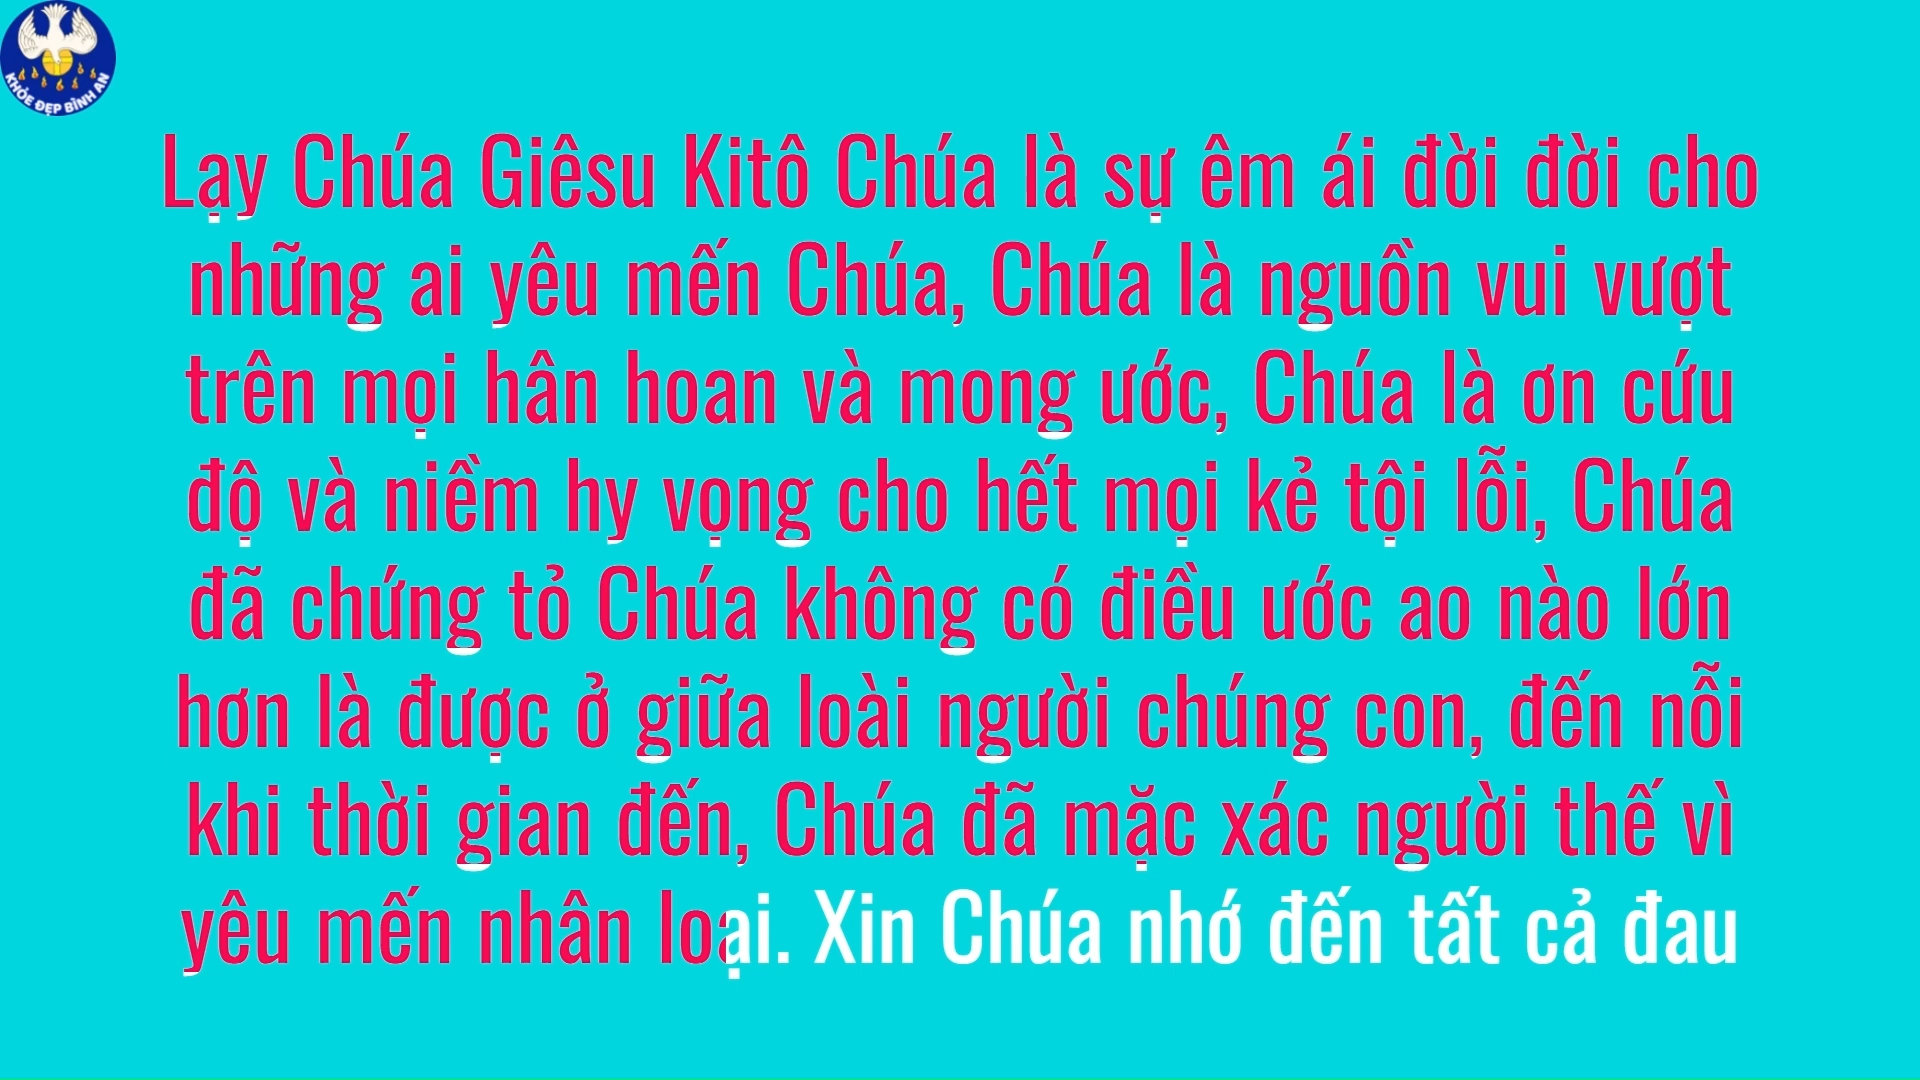 KHỎE ĐẸP BÌNH AN
Lạy Chúa Giêsu Kitô Chúa là sự êm ái đời đời cho
những ai yêu mến Chúa, Chúa là nguồn vui vượt
trên mọi hân hoan và mong ước, Chúa là ơn cứu
độ và niềm hy vọng cho hết mọi kẻ tội lỗi, Chúa
đã chứng tỏ Chúa không có điều ước ao nào lớn
hơn là được ở giữa loài người chúng con, đến nỗi
khi thời gian đến, Chúa đã mặc xác người thế vì
yêu mến nhân loại. Xin Chúa nhớ đến tất cả đau